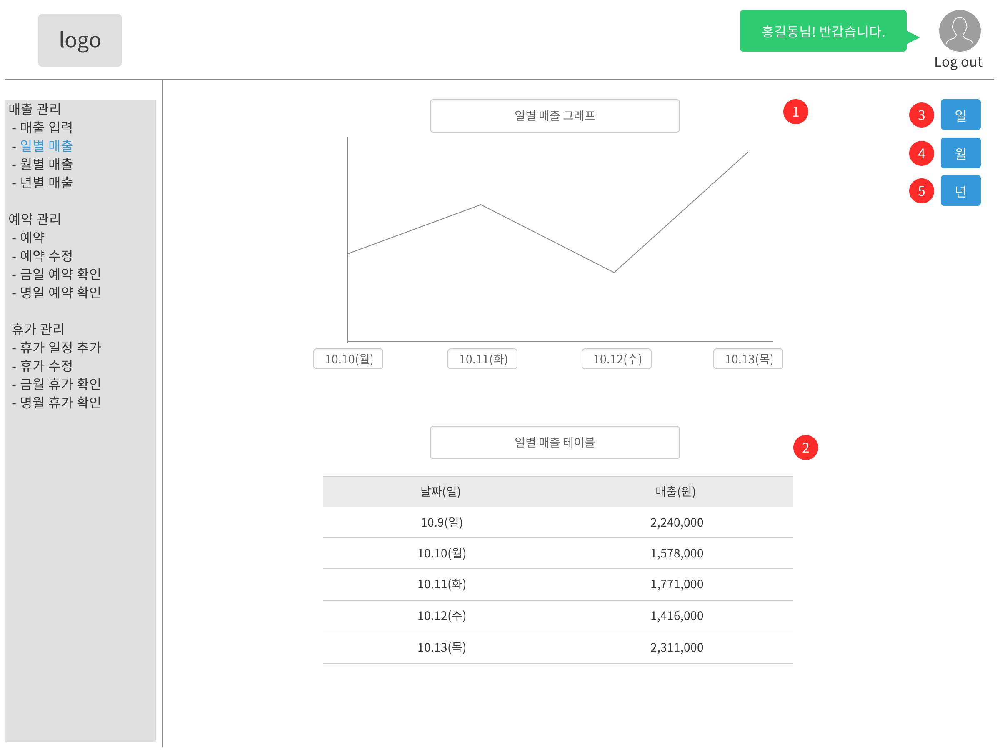 logo
홍길동님! 반갑습니다.
Log out
매출 관리
- 매출 입력
- 일별 매출
- 월별 매출
- 년별 매출
예약 관리
- 예약
- 예약 수정
- 금일 예약 확인
- 명일 예약 확인
휴가 관리
- 휴가 일정 추가
- 휴가 수정
- 금월 휴가 확인
- 명월 휴가 확인
일별 매출 그래프
1
3 일
4 월
5 년
10.10(월) 10.11(화) 10.12(수) 10.13(목)
일별 매출 테이블
2
날짜(일) 매출(원)
10.9(일) 2,240,000
10.10(월) 1,578,000
10.11(화) 1,771,000
10.12(수) 1,416,000
10.13(목) 2,311,000